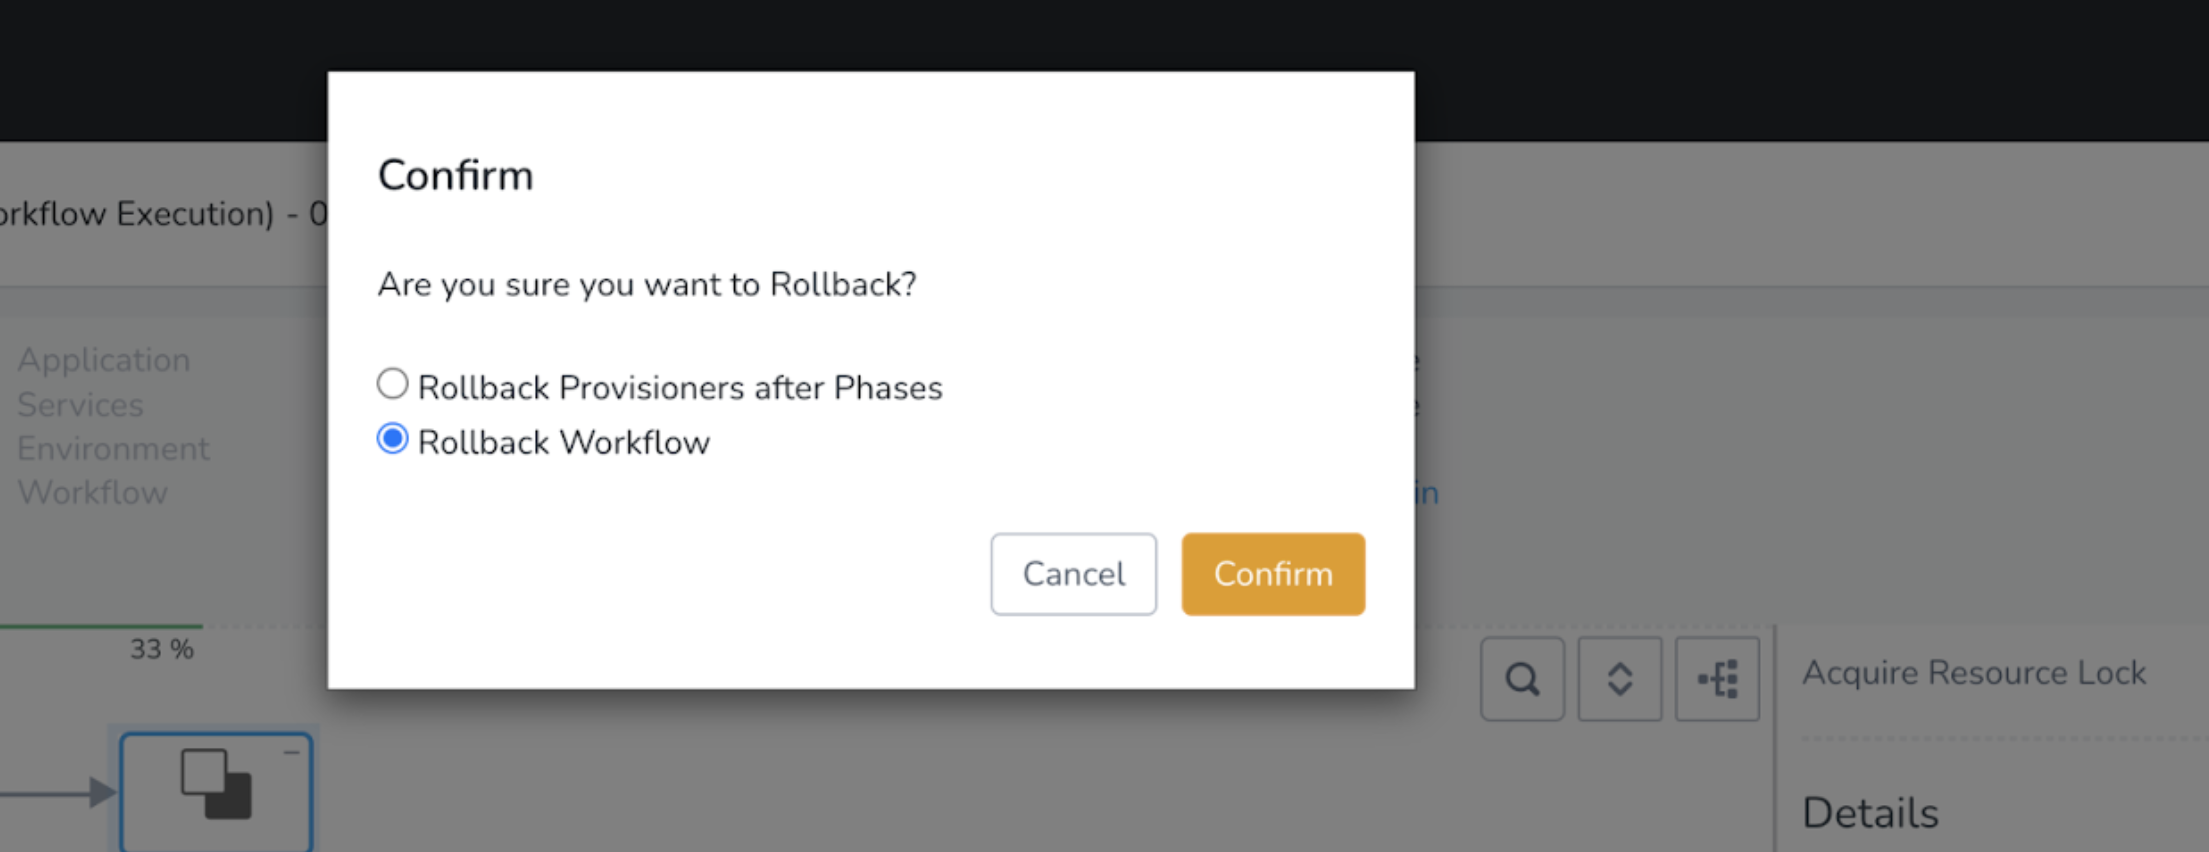 Confirm
orkflow Execution) - 0
Are you sure you want to Rollback?
Application
Rollback Provisioners after Phases
Services
Rollback Workflow
Environment
Workflow
in
Cancel
Confirm
33 %
Acquire Resource Lock
Details